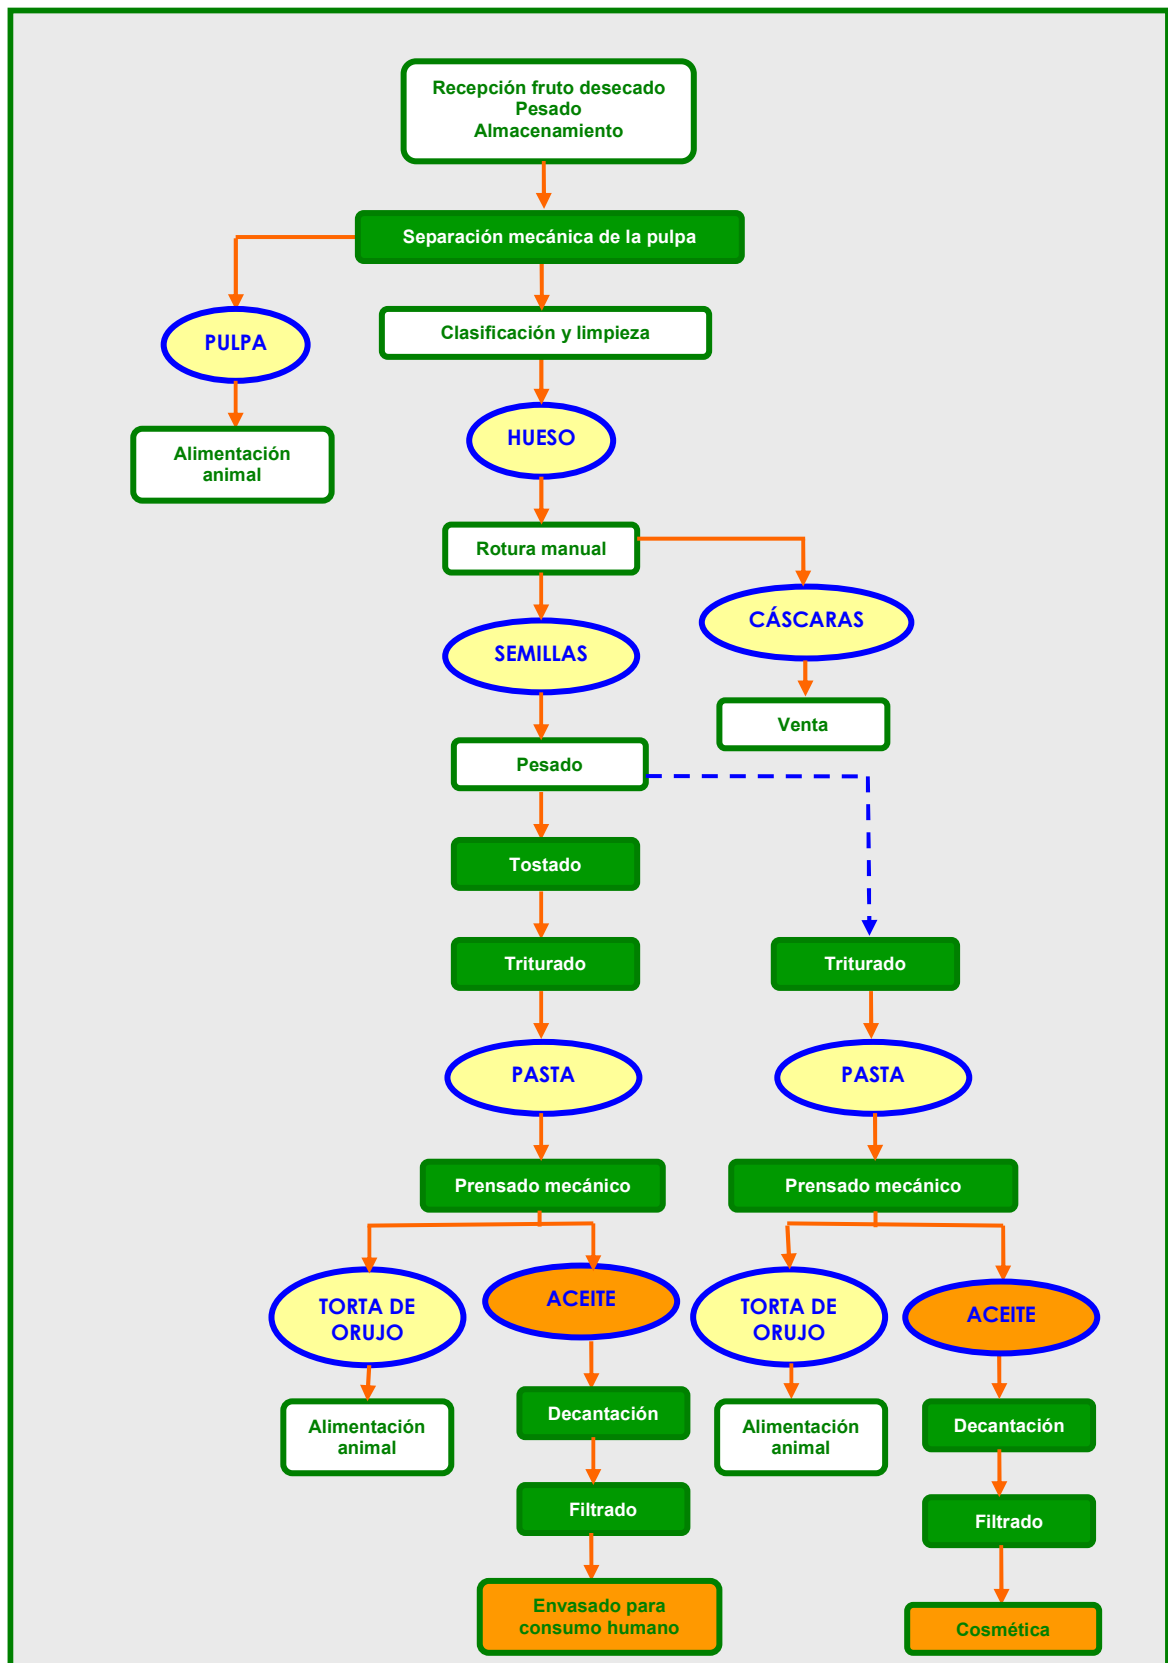 Recepción fruto desecado
Pesado
Almacenamiento
Separación mecánica de la pulpa
PULPA
Clasificación y limpieza
Alimentación
animal
HUESO
Rotura manual
CÁSCARAS
SEMILLAS
Venta
Pesado
Tostado
Triturado
Triturado
PASTA
PASTA
Prensado mecánico
Prensado mecánico
TORTA DE
ORUJO
ACEITE
TORTA DE
ORUJO
ACEITE
Alimentación
animal
Decantación
Alimentación
animal
Decantación
Filtrado
Filtrado
Envasado para
consumo humano
Cosmética